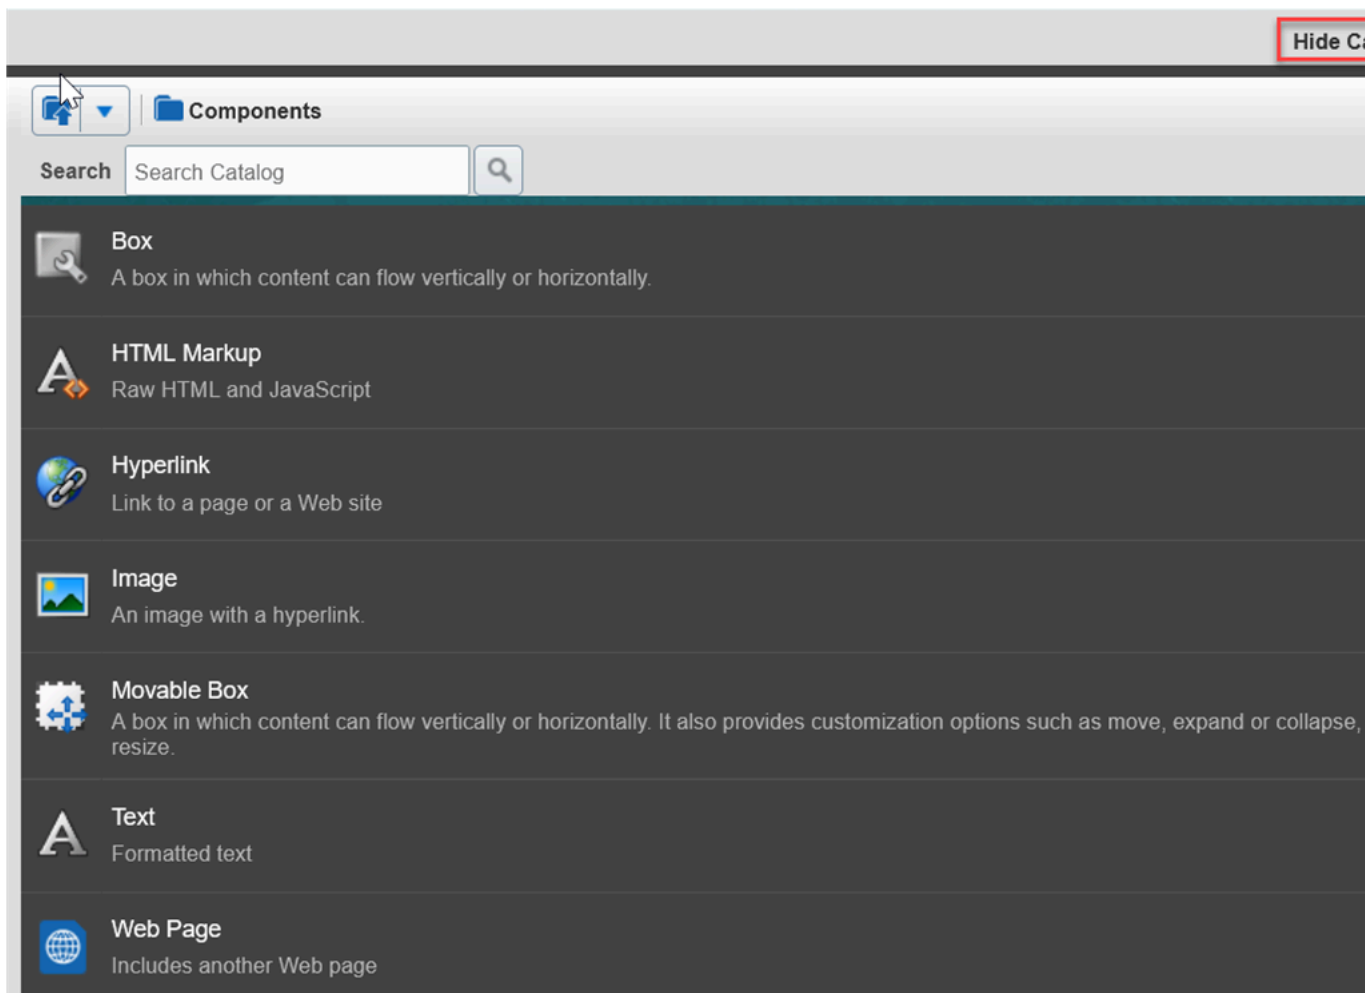 Hide Ca
Components
Search
Search Catalog
Box
A box in which content can flow vertically or horizontally.
HTML Markup
Raw HTML and JavaScript
Hyperlink
Link to a page or a Web site
Image
An image with a hyperlink.
Movable Box
A box in which content can flow vertically or horizontally. It also provides customization options such as move, expand or collapse,
resize.
Text
Formatted text
Web Page
Includes another Web page